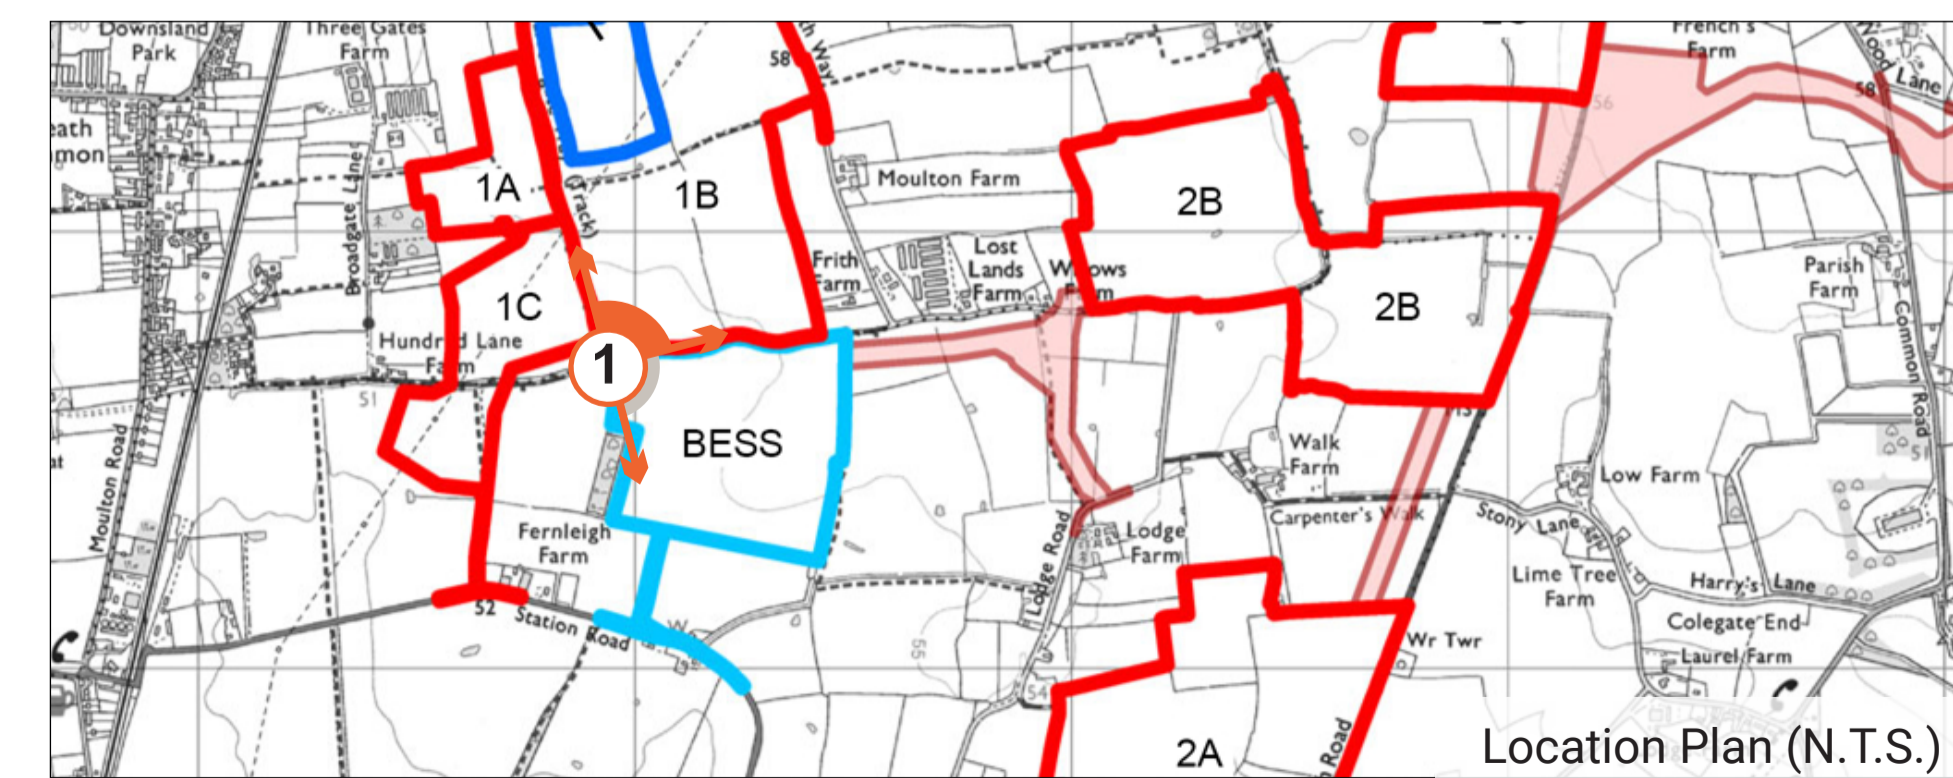 Downsland
Park
Three Gates
Farm
58
French's
Farm
Wood Lane
58
56
Broadgate Lane
1A
(Track)
1B
Moulton Farm
2B
Frith
Farm
Lost
Lands
Farm
Parish
Farm
Common Road
1C
2B
Hundred Lane
Farm
1
51
Moulton Road
BESS
Walk
Farm
Low Farm
51
Fernleigh
Farm
Lodge Road
Lodge
Farm
Carpenter's Walk
Stony Lane
Lime Tree
Farm
Harry's Lane
52
Station Road
Colegate End
Wr Twr
Laurel Farm
55
54
2A
Road
Location Plan (N.T.S.)